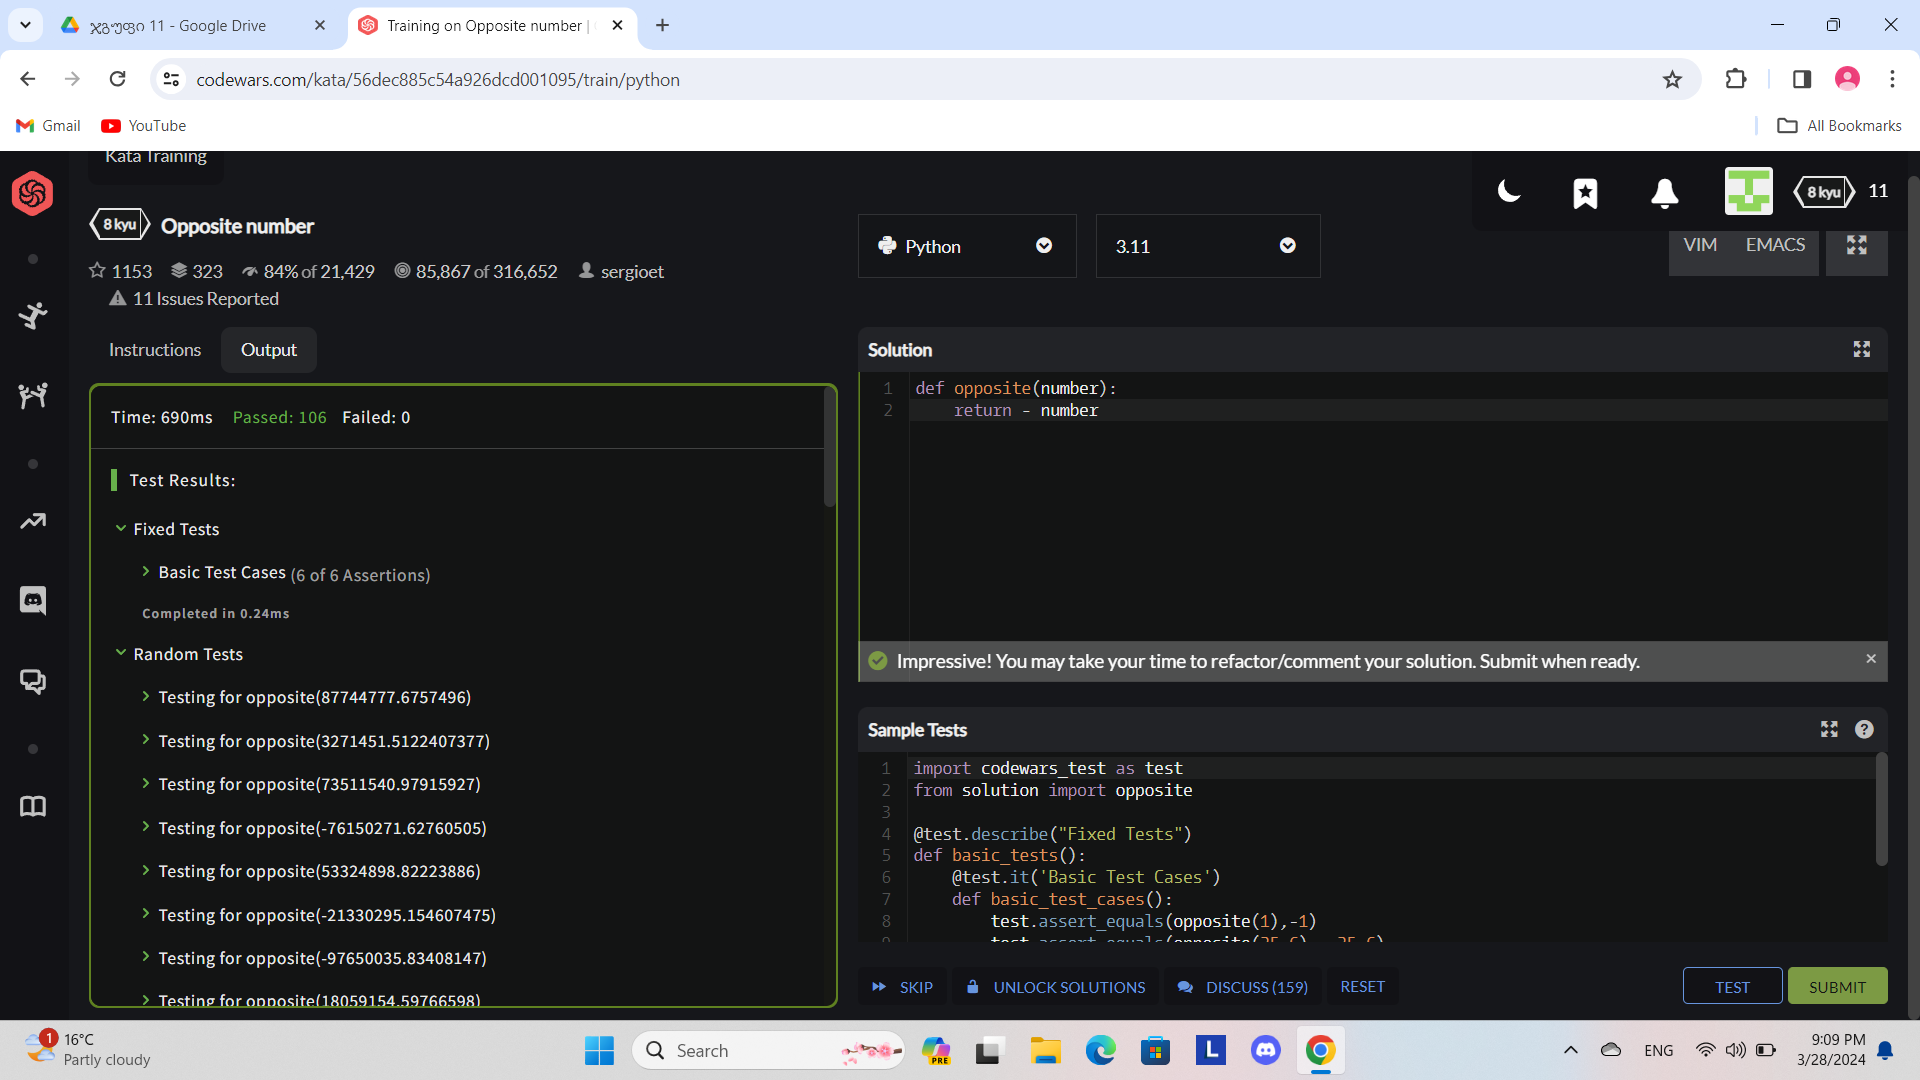 ჯგუფი 11 - Google Drive
Training on Opposite number |
codewars.com/kata/56dec885c54a926dcd001095/train/python
Gmail
YouTube
All Bookmarks
Kata Training
8 kyu
11
8 kyu
Opposite number
Python
3.11
VIM
EMACS
1153
323
84% of 21,429
85,867 of 316,652
sergioet
11 Issues Reported
Instructions
Output
Time: 690ms Passed: 106 Failed: 0
Test Results:
Fixed Tests
Basic Test Cases (6 of 6 Assertions)
Completed in 0.24ms
Random Tests
Testing for opposite(87744777.6757496)
Testing for opposite(3271451.5122407377)
Testing for opposite(73511540.97915927)
Testing for opposite(-76150271.62760505)
Testing for opposite(53324898.82223886)
Testing for opposite(-21330295.154607475)
Testing for opposite(-97650035.83408147)
Testing for opposite(18059154.59766598)
Solution
1 def opposite(number):
2 return - number
Impressive! You may take your time to refactor/comment your solution. Submit when ready.
Sample Tests
1 import codewars_test as test
2 from solution import opposite
3
4 @test.describe("Fixed Tests")
5 def basic_tests():
6 @test.it('Basic Test Cases')
7 def basic_test_cases():
8 test.assert_equals(opposite(1),-1)
SKIP
UNLOCK SOLUTIONS
DISCUSS (159)
RESET
TEST
SUBMIT
1
16°C
Partly cloudy
Search
PRE
L
ENG
9:09 PM
3/28/2024